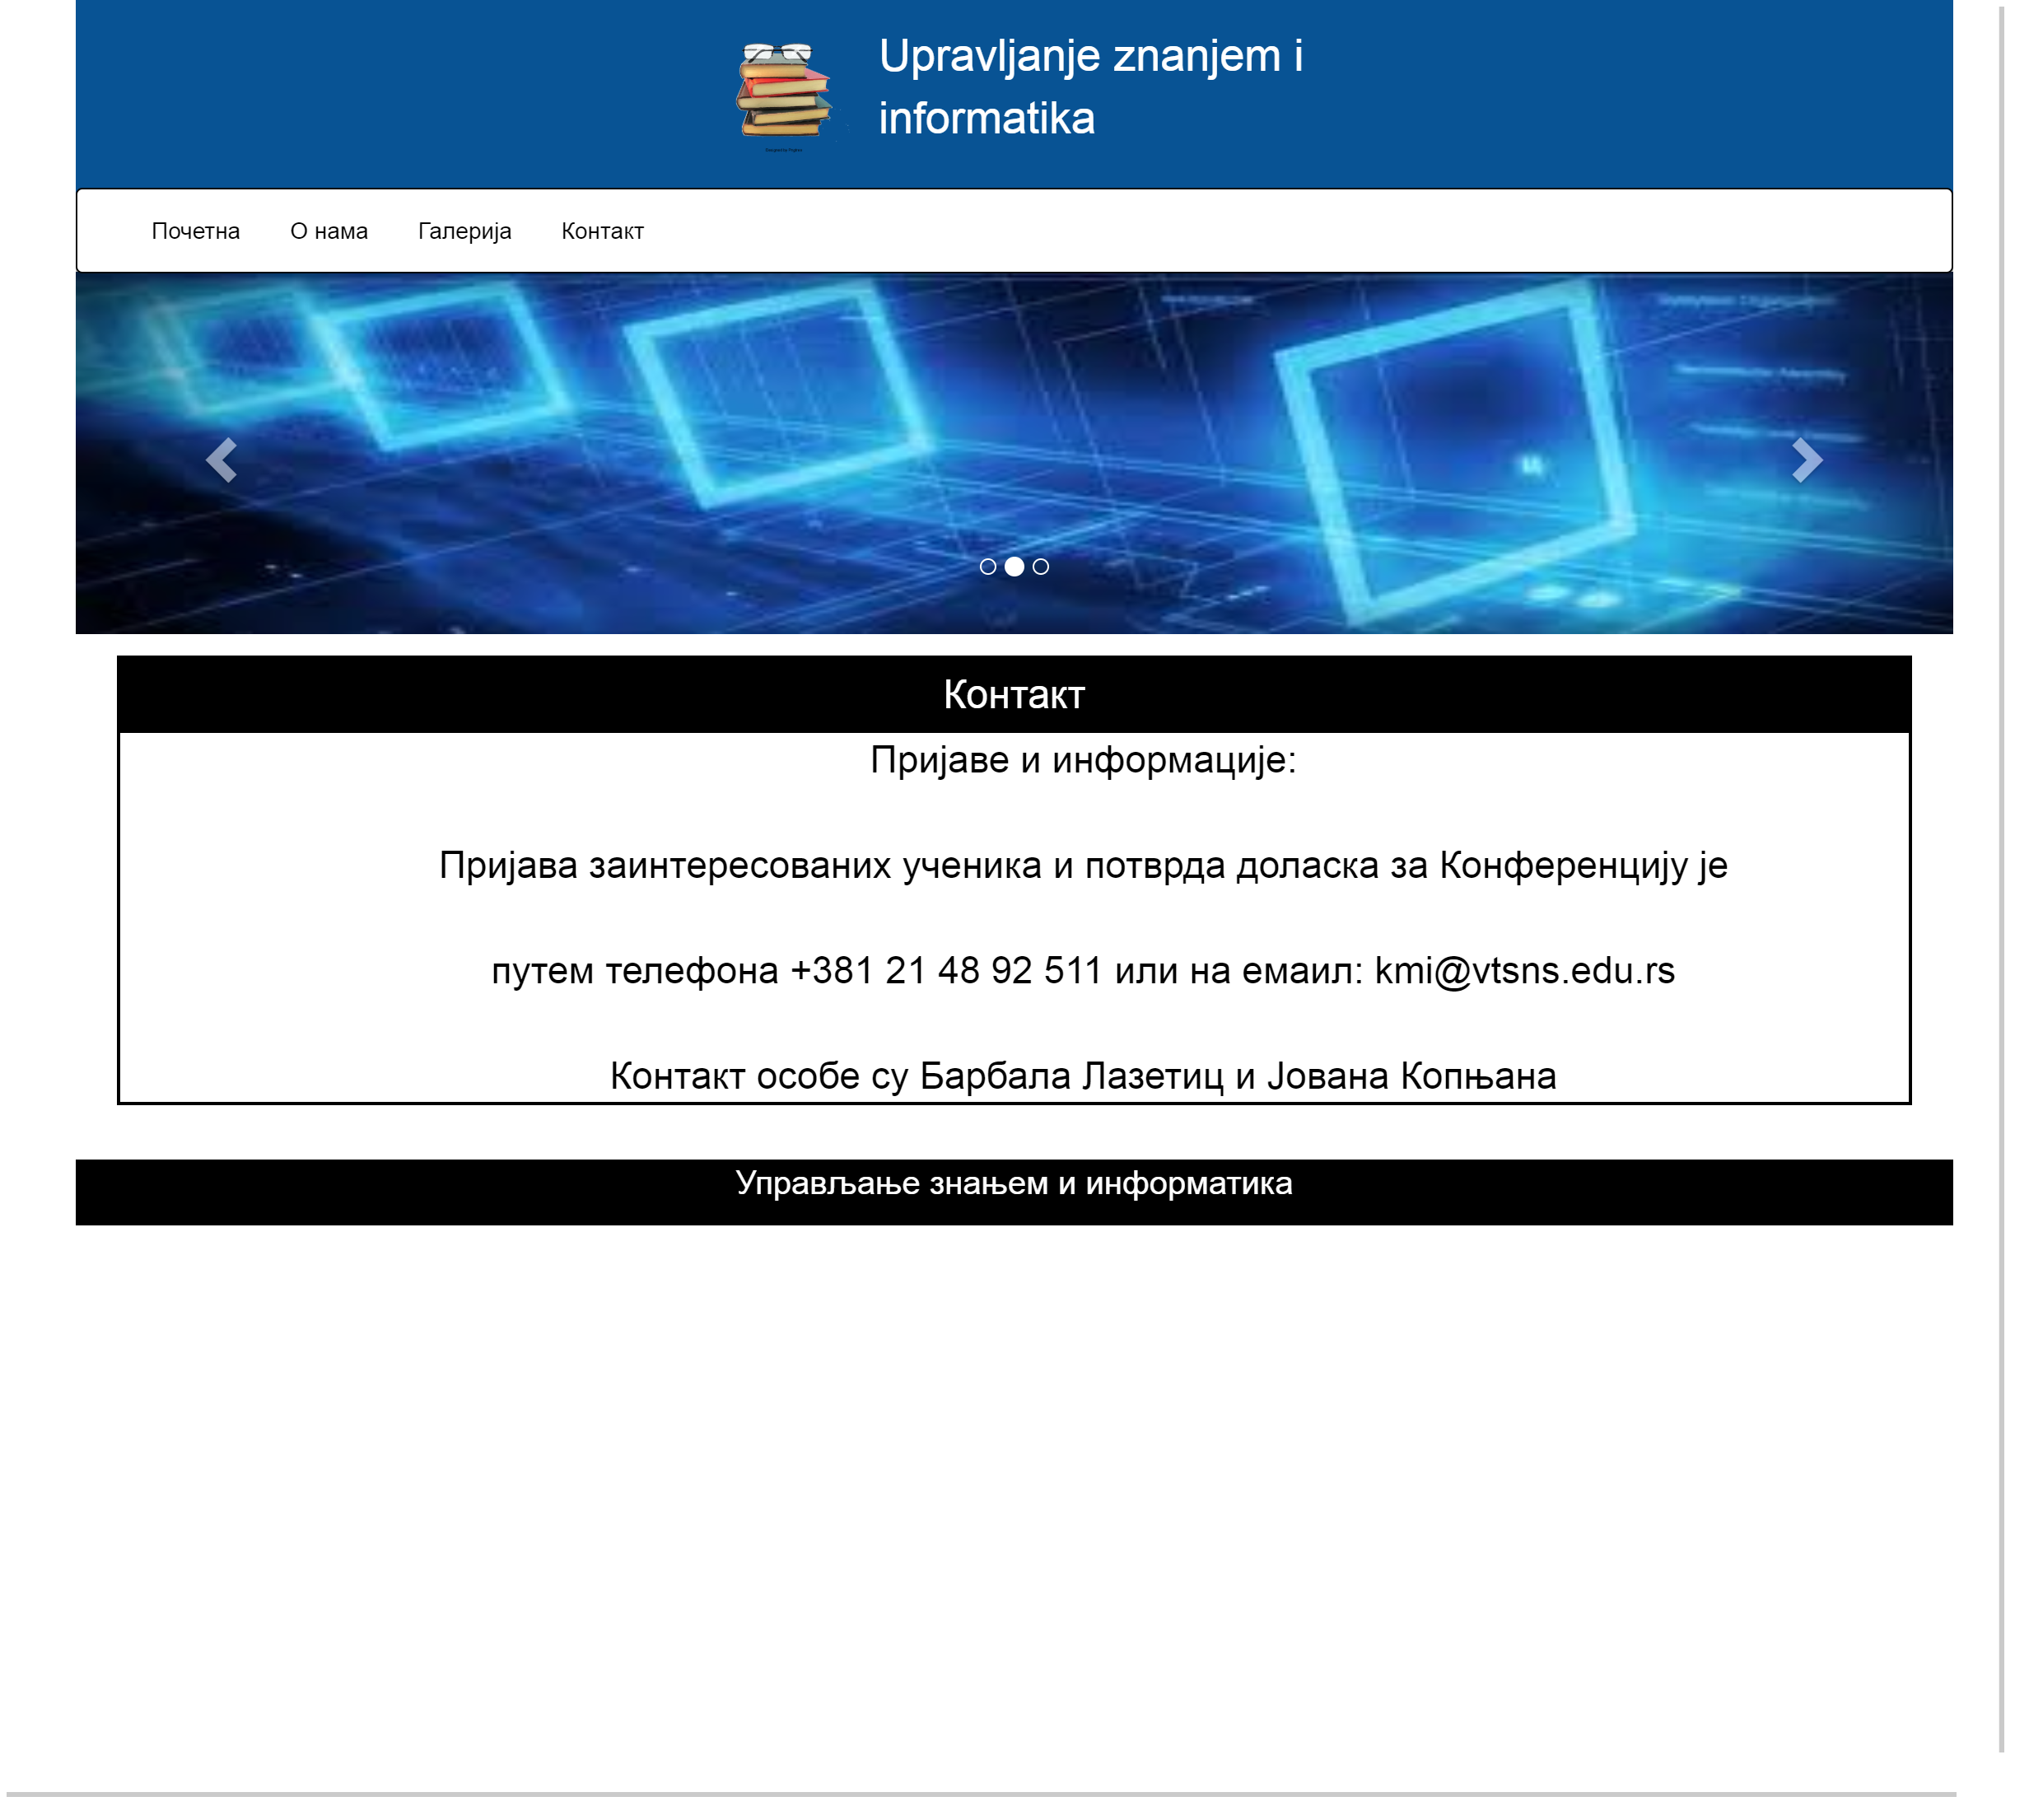 Upravljanje znanjem i
informatika
Почетна О нама Галерија Контакт
Контакт
Пријаве и информације:
Пријава заинтересованих ученика и потврда доласка за Конференцију је
путем телефона +381 21 48 92 511 или на емаил: kmi@vtsns.edu.rs
Контакт особе су Барбала Лазетиц и Јована Копњана
Управљање знањем и информатика